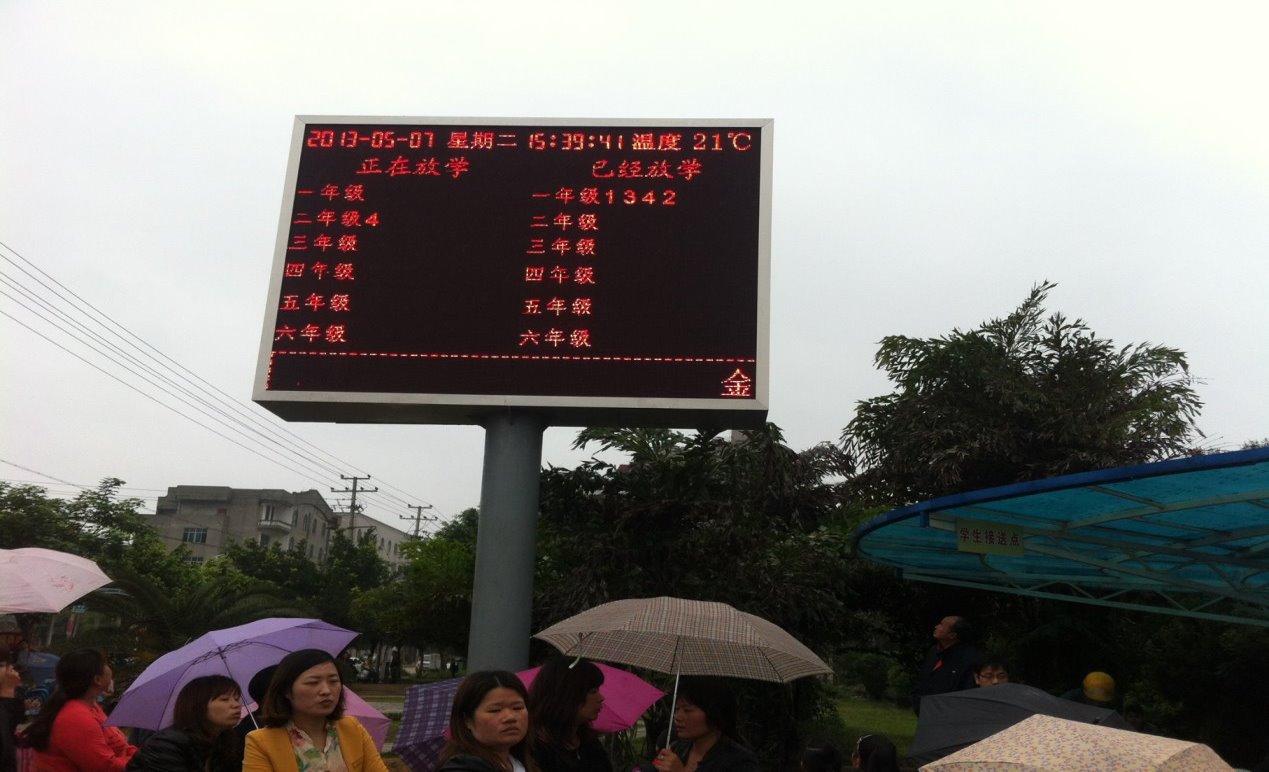 2013-05-07 星期二 15:39:41 温度 21℃
正在放学 已经放学
一年级 一年级1342
二年级4 二年级
三年级 三年级
四年级 四年级
五年级 五年级
六年级 六年级
金
学生接送点